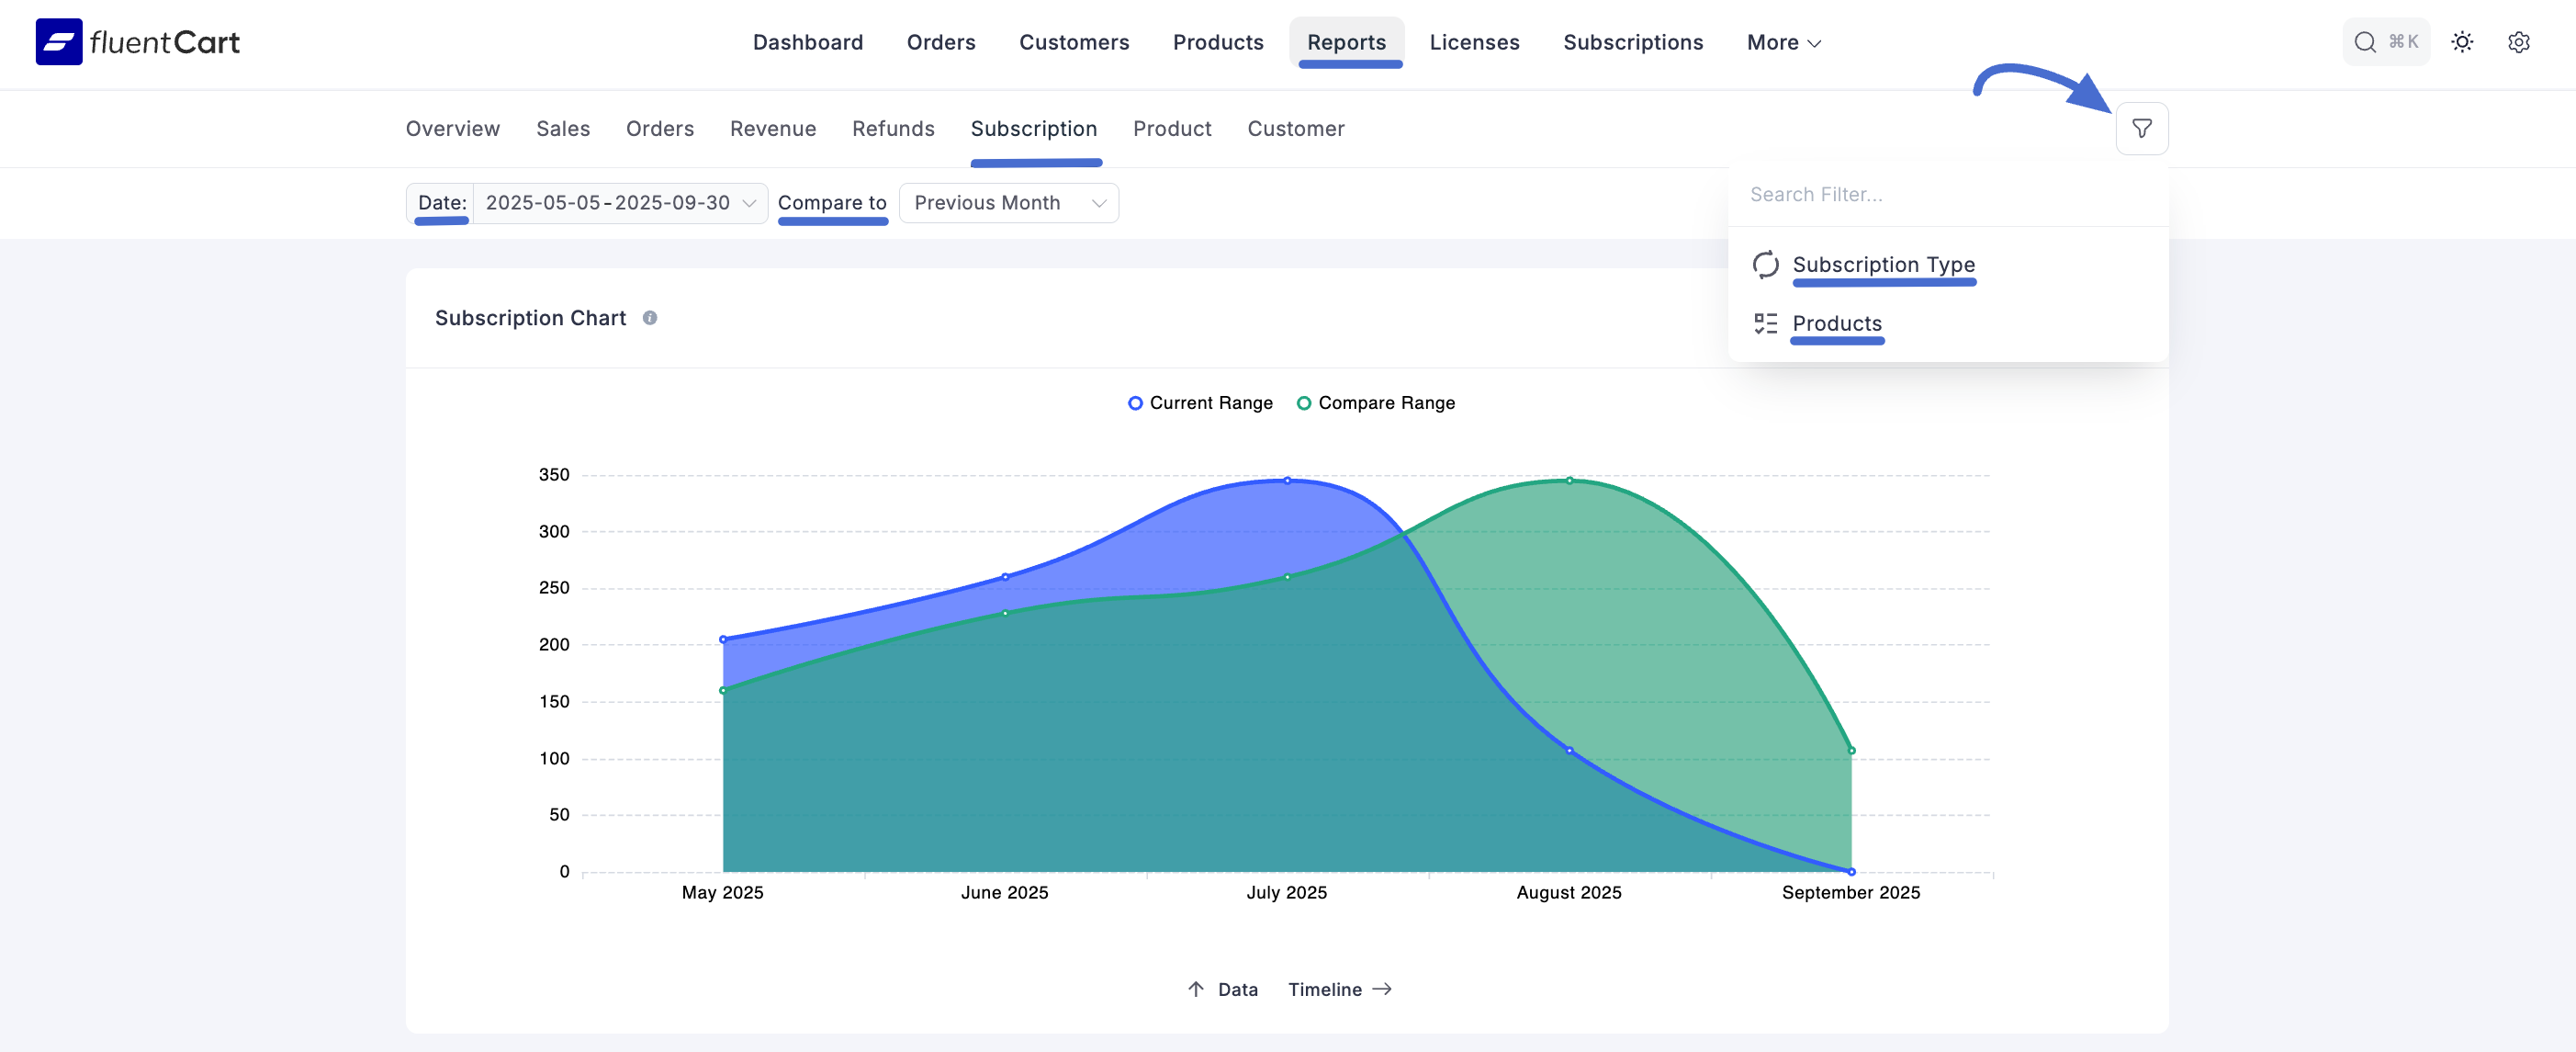 fluentCart
Dashboard Orders Customers Products Reports Licenses Subscriptions More ⌘K
Overview Sales Orders Revenue Refunds Subscription Product Customer
Date: 2025-05-05 - 2025-09-30 Compare to Previous Month
Search Filter...
Subscription Type
Products
Subscription Chart
Current Range Compare Range
350
300
250
200
150
100
50
0
May 2025 June 2025 July 2025 August 2025 September 2025
↑ Data Timeline →